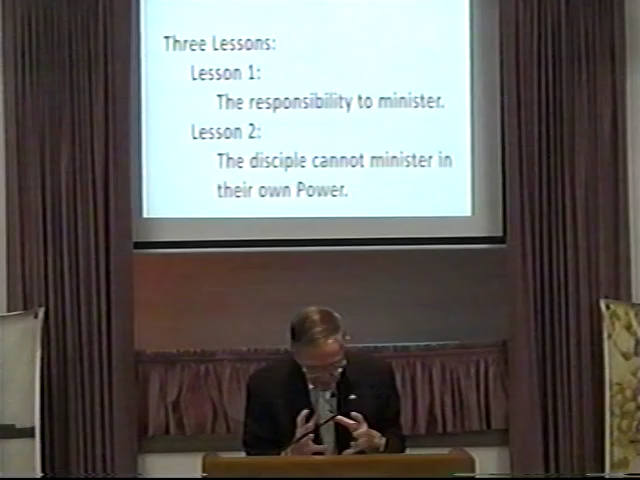 Three Lessons:
Lesson 1:
The responsibility to minister.
Lesson 2:
The disciple cannot minister in
their own Power.